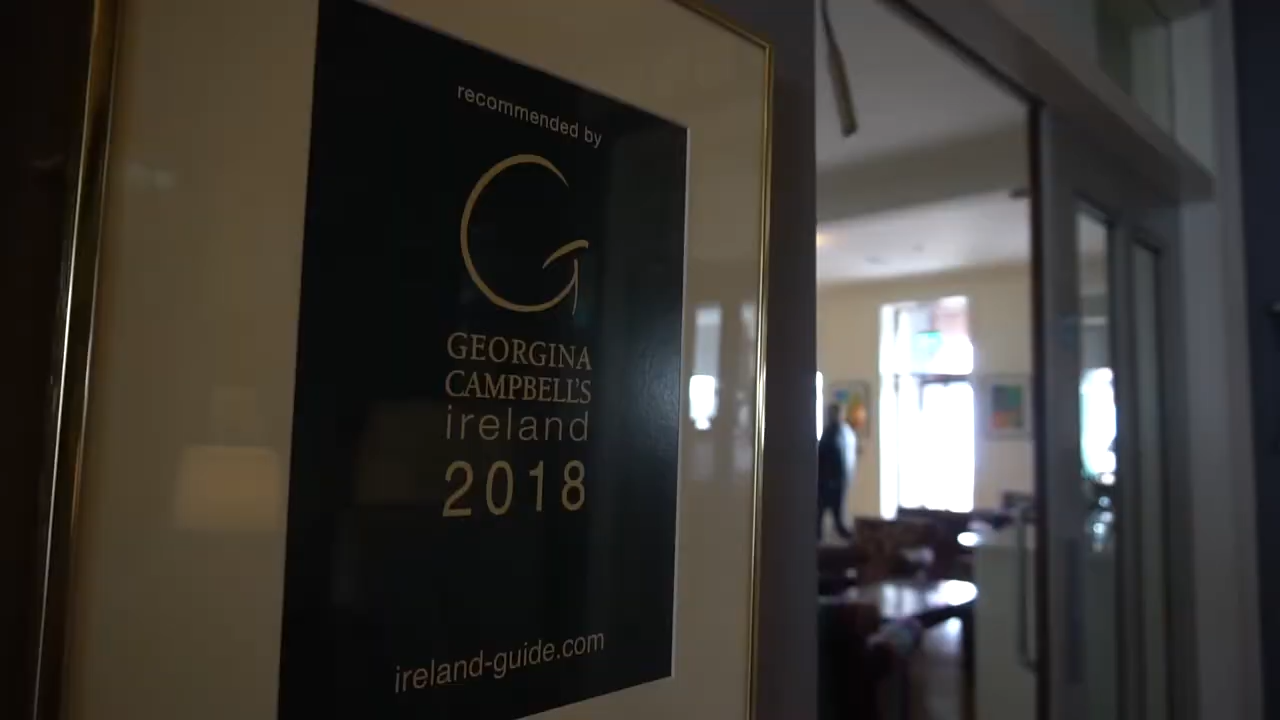 recommended by
G
GEORGINA
CAMPBELL'S
ireland
2018
ireland-guide.com